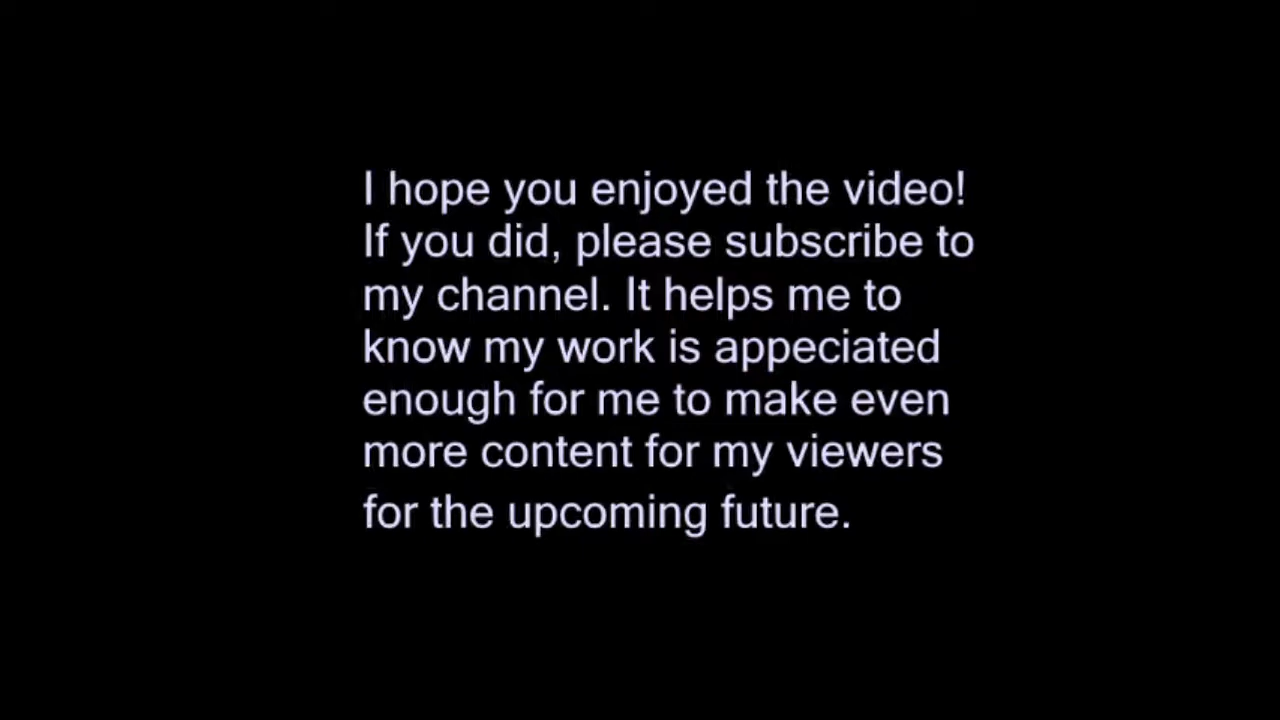 I hope you enjoyed the video!
If you did, please subscribe to
my channel. It helps me to
know my work is appeciated
enough for me to make even
more content for my viewers
for the upcoming future.